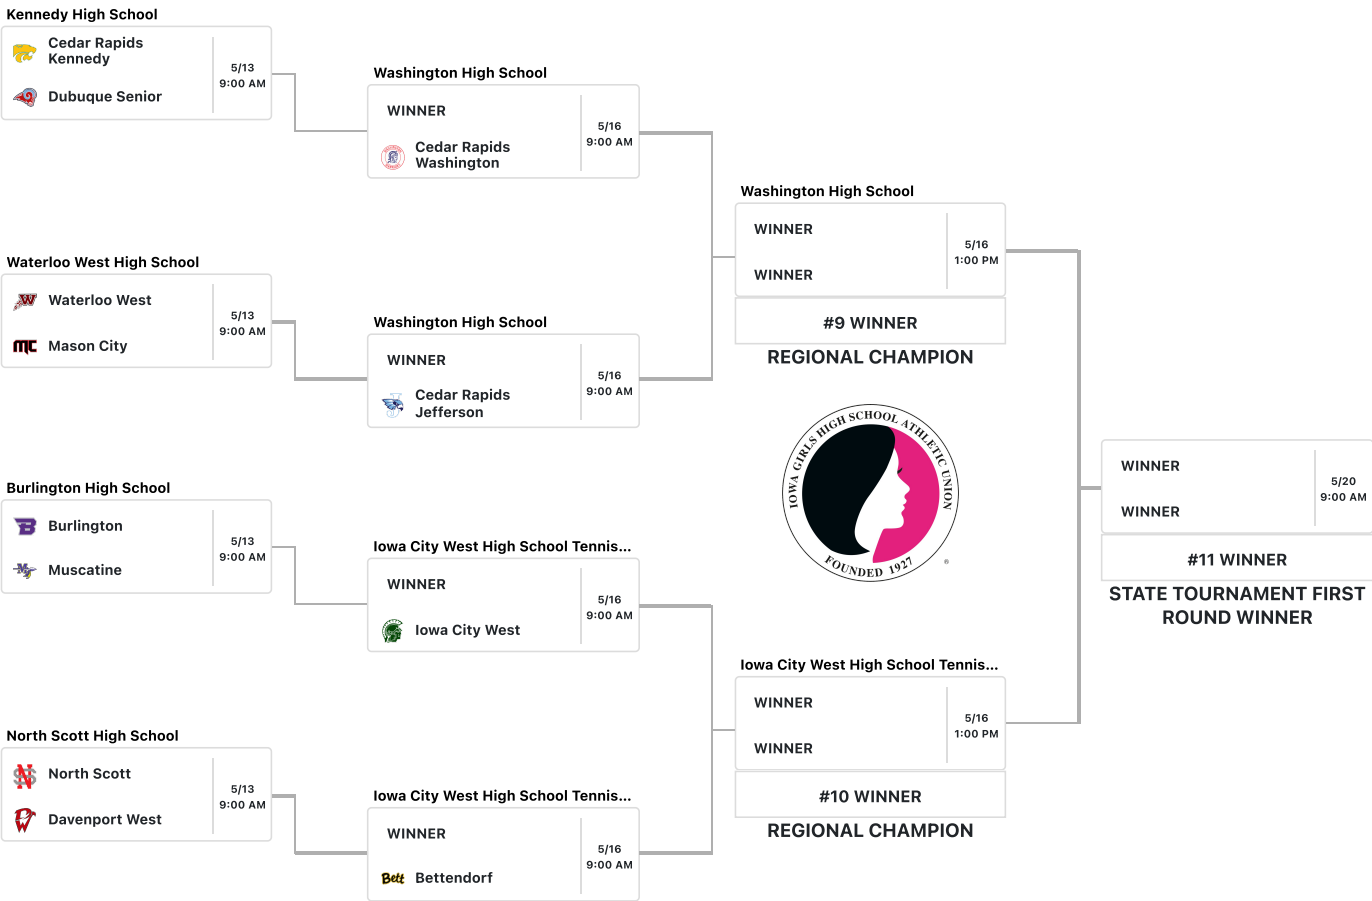 Kennedy High School
Cedar Rapids
Kennedy
Dubuque Senior
5/13
9:00 AM
Washington High School
WINNER
Cedar Rapids
Washington
5/16
9:00 AM
Washington High School
WINNER
WINNER
5/16
1:00 PM
#9 WINNER
REGIONAL CHAMPION
Waterloo West High School
W
Waterloo West
MC
Mason City
5/13
9:00 AM
Washington High School
WINNER
J
Cedar Rapids
Jefferson
5/16
9:00 AM
IOWA GIRLS HIGH SCHOOL ATHLETIC UNION
FOUNDED 1927
®
WINNER
WINNER
5/20
9:00 AM
#11 WINNER
STATE TOURNAMENT FIRST
ROUND WINNER
Burlington High School
B
Burlington
M
Muscatine
5/13
9:00 AM
Iowa City West High School Tennis...
WINNER
Iowa City West
5/16
9:00 AM
Iowa City West High School Tennis...
WINNER
WINNER
5/16
1:00 PM
#10 WINNER
REGIONAL CHAMPION
North Scott High School
NS
North Scott
DW
Davenport West
5/13
9:00 AM
Iowa City West High School Tennis...
WINNER
Bett
Bettendorf
5/16
9:00 AM